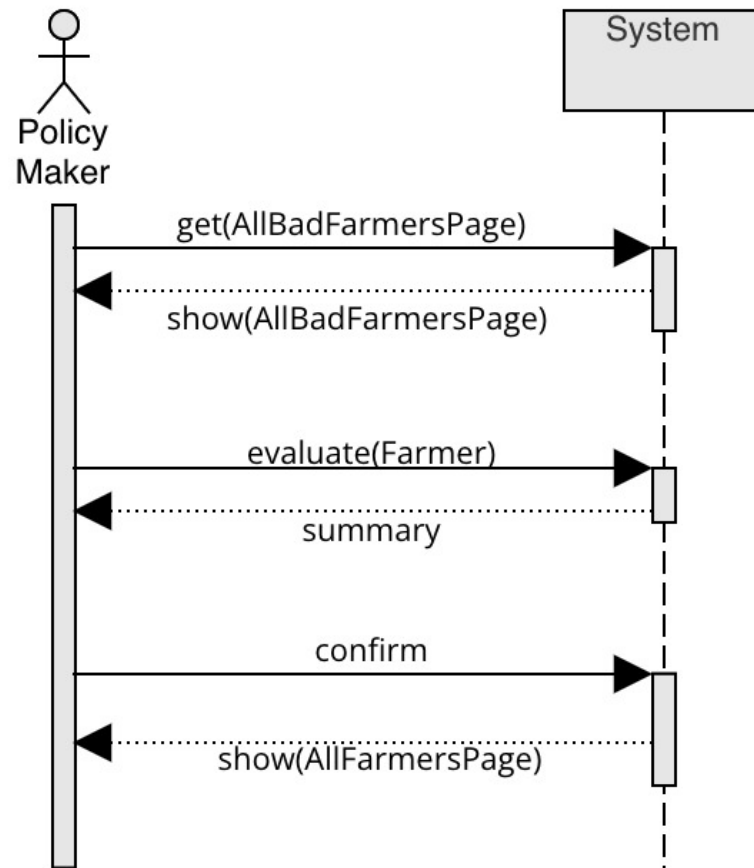 System
Policy
Maker
get(AllBadFarmersPage)
show(AllBadFarmersPage)
evaluate(Farmer)
summary
confirm
show(AllFarmersPage)